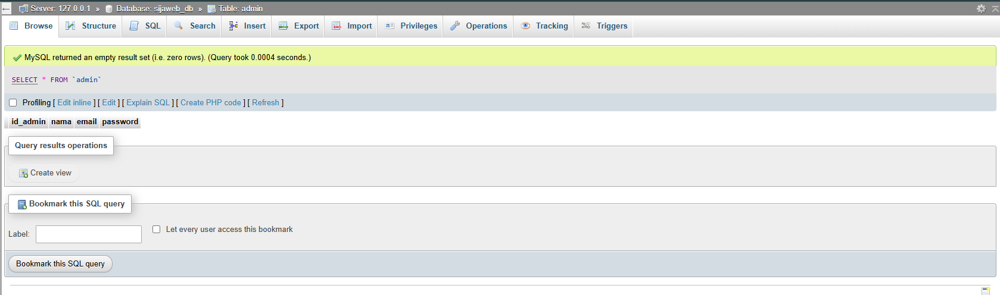 Server: 127.0.0.1 » Database: sijaweb_db » Table: admin
Browse Structure SQL Search Insert Export Import Privileges Operations Tracking Triggers
MySQL returned an empty result set (i.e. zero rows). (Query took 0.0004 seconds.)
SELECT * FROM `admin`
Profiling [ Edit inline ] [ Edit ] [ Explain SQL ] [ Create PHP code ] [ Refresh ]
id_admin nama email password
Query results operations
Create view
Bookmark this SQL query
Label: Let every user access this bookmark
Bookmark this SQL query